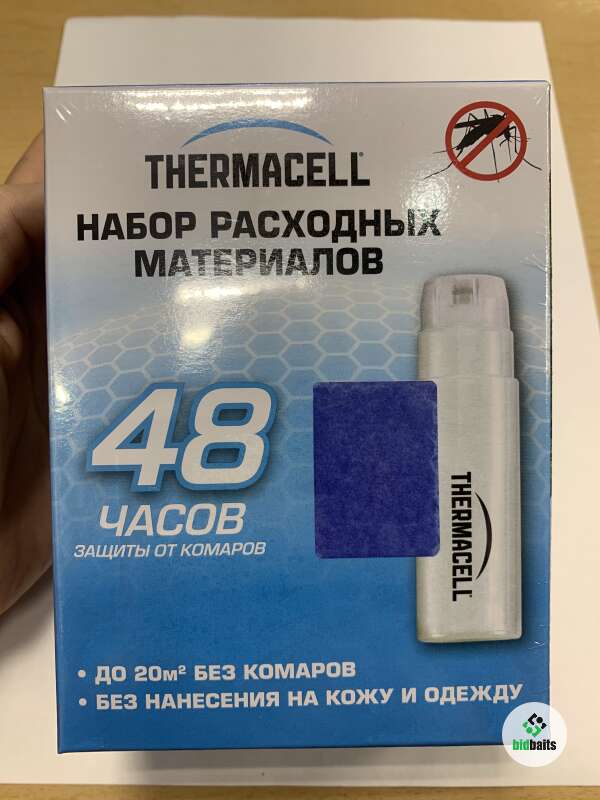 THERMACELL®
НАБОР РАСХОДНЫХ
МАТЕРИАЛОВ
48
ЧАСОВ
ЗАЩИТЫ ОТ КОМАРОВ
THERMACELL®
• ДО 20м² БЕЗ КОМАРОВ
• БЕЗ НАНЕСЕНИЯ НА КОЖУ И ОДЕЖДУ
bidbaits